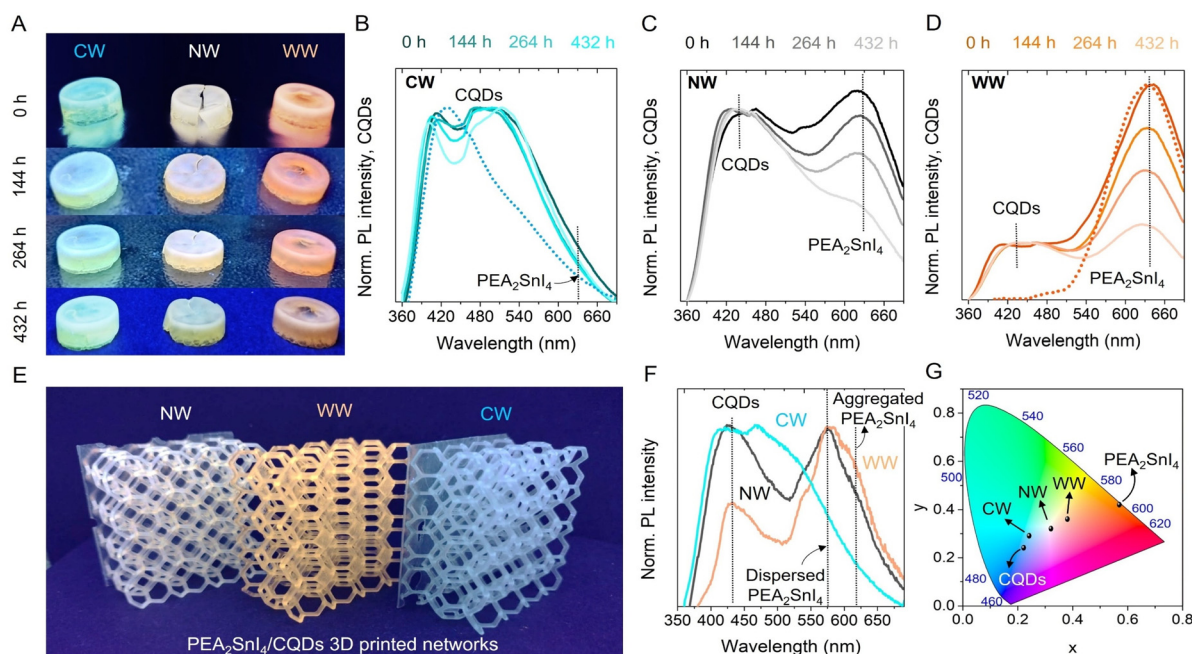 A
CW NW WW
0 h
144 h
264 h
432 h
B
0 h 144 h 264 h 432 h
CW
CQDs
PEA₂SnI₄
Norm. PL intensity, CQDs
360 420 480 540 600 660
Wavelength (nm)
C
0 h 144 h 264 h 432 h
NW
CQDs
PEA₂SnI₄
Norm. PL intensity, CQDs
360 420 480 540 600 660
Wavelength (nm)
D
0 h 144 h 264 h 432 h
WW
CQDs
PEA₂SnI₄
Norm. PL intensity, CQDs
360 420 480 540 600 660
Wavelength (nm)
E
NW WW CW
PEA₂SnI₄/CQDs 3D printed networks
F
CQDs
Aggregated
PEA₂SnI₄
CW
WW
NW
Dispersed
PEA₂SnI₄
Norm. PL intensity
350 400 450 500 550 600 650
Wavelength (nm)
G
0.8
0.6
0.4
0.2
0.0
y
520
540
560
500
580
600
620
480
460
PEA₂SnI₄
WW
NW
CW
CQDs
0.0 0.2 0.4 0.6 0.8
x